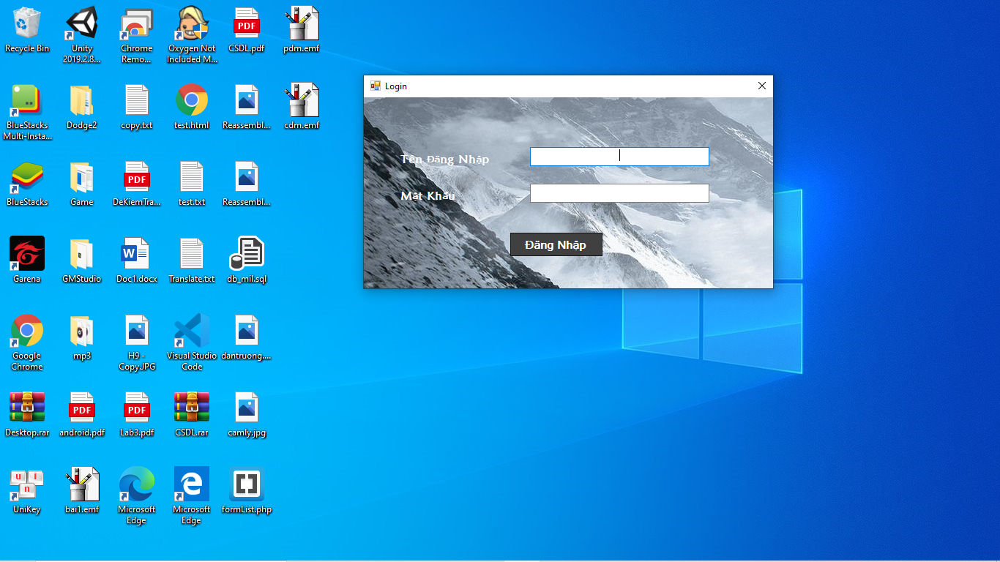 Recycle Bin
Unity
2019.2.8...
Chrome
Remo...
Oxygen Not
Included M...
PDF
CSDL.pdf
pdm.emf
BlueStacks
Multi-Insta...
Dodge2
copy.txt
test.html
Reassembl...
cdm.emf
BlueStacks
Game
PDF
DeKiemTra...
test.txt
Reassembl...
Garena
GMStudio
W
Doc1.docx
Translate.txt
db_mil.sql
Google
Chrome
mp3
H9 -
Copy.JPG
Visual Studio
Code
dantruong....
Desktop.rar
PDF
android.pdf
PDF
Lab3.pdf
CSDL.rar
camly.jpg
u i
n
UniKey
bai1.emf
Microsoft
Edge
Microsoft
Edge
formList.php
Login
Tên Đăng Nhập
Mật Khẩu
Đăng Nhập